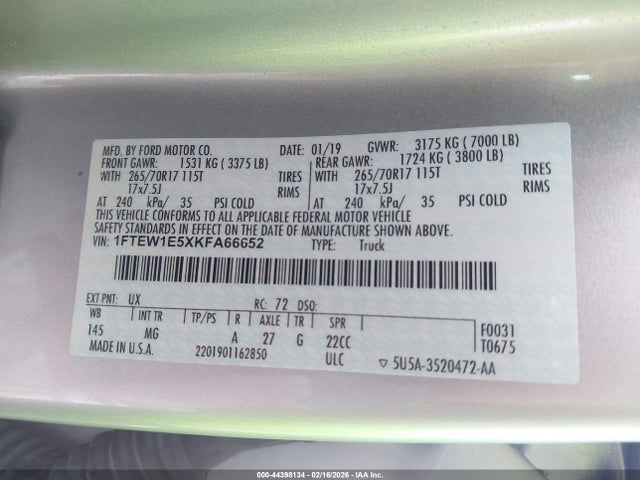 MFD. BY FORD MOTOR CO. DATE: 01/19 GVWR: 3175 KG ( 7000 LB)
FRONT GAWR: 1531 KG ( 3375 LB) REAR GAWR: 1724 KG ( 3800 LB)
WITH 265/70R17 115T TIRES WITH 265/70R17 115T TIRES
17x7.5J RIMS 17x7.5J RIMS
AT 240 kPa/ 35 PSI COLD AT 240 kPa/ 35 PSI COLD
THIS VEHICLE CONFORMS TO ALL APPLICABLE FEDERAL MOTOR VEHICLE
SAFETY STANDARDS IN EFFECT ON THE DATE OF MANUFACTURE SHOWN ABOVE.
VIN: 1FTEW1E5XKFA66652 TYPE: Truck
EXT PNT: UX RC: 72 DSO:
WB INT TR TP/PS R AXLE TR SPR F0031
145 MG A 27 G 22CC T0675
MADE IN U.S.A. 2201901162850 ULC ▽ 5U5A-3520472-AA
000-44398134 - 02/16/2026 - IAA Inc.